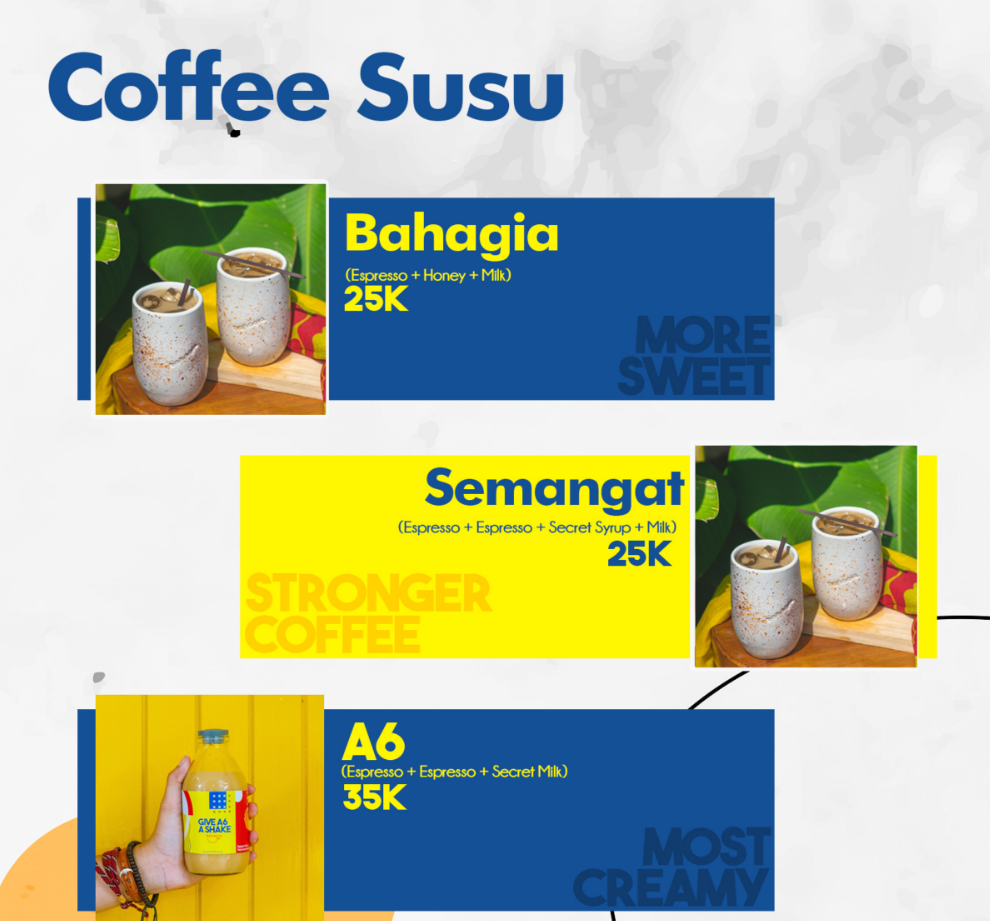 Coffee Susu
Bahagia
(Espresso + Honey + Milk)
25K
MORE
SWEET
Semangat
(Espresso + Espresso + Secret Syrup + Milk)
25K
STRONGER
COFFEE
A6
(Espresso + Espresso + Secret Milk)
35K
GIVE A6
A SHAKE
MOST
CREAMY